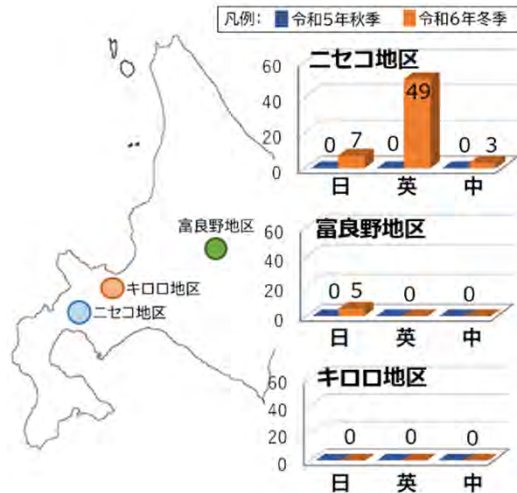 凡例： 令和5年秋季 令和6年冬季
ニセコ地区
60
40
20
0
0 7 0 49 0 3
日 英 中
富良野地区
キロロ地区
ニセコ地区
富良野地区
60
40
20
0
0 5 0 0
日 英 中
キロロ地区
60
40
20
0
0 0 0
日 英 中